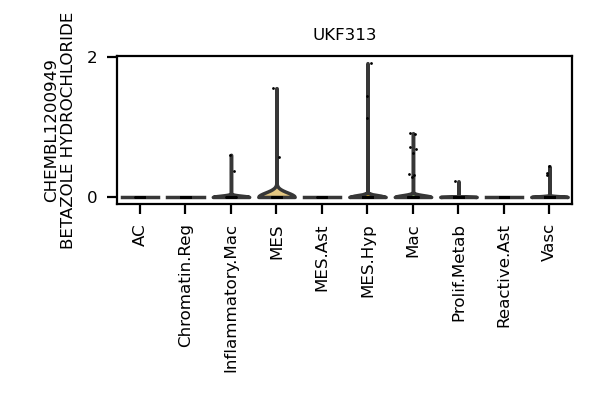 UKF313
CHEMBL1200949
BETAZOLE HYDROCHLORIDE
2
0
AC
Chromatin.Reg
Inflammatory.Mac
MES
MES.Ast
MES.Hyp
Mac
Prolif.Metab
Reactive.Ast
Vasc